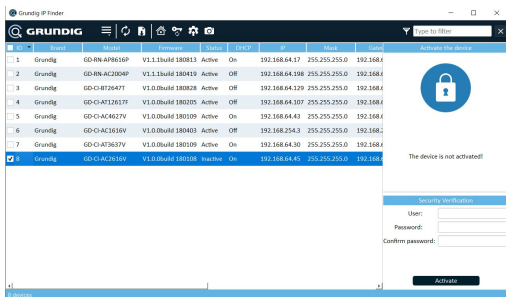 Grundig IP Finder
GRUNDIG
Type to filter
ID Brand Model Firmware Status DHCP IP Mask Activate the device
1 Grundig GD-RN-AP8616P V1.1.1build 180813 Active On 192.168.64.17 255.255.255.0
2 Grundig GD-RN-AC2004P V1.1.1build 180419 Active Off 192.168.64.198 255.255.255.0
3 Grundig GD-CI-BT2647T V1.0.0build 180828 Active Off 192.168.64.129 255.255.255.0
4 Grundig GD-CI-AT12617F V1.0.0build 180205 Active Off 192.168.64.107 255.255.255.0
5 Grundig GD-CI-AC4627V V1.0.0build 180109 Active On 192.168.64.43 255.255.255.0
6 Grundig GD-CI-AC1616V V1.0.0build 180403 Active Off 192.168.254.3 255.255.255.0
7 Grundig GD-CI-AT3637V V1.0.0build 180109 Active On 192.168.64.30 255.255.255.0
8 Grundig GD-CI-AC2616V V1.0.0build 180108 Inactive On 192.168.64.45 255.255.255.0
The device is not activated!
Security Verification
User:
Password:
Confirm password:
Activate
8 devices